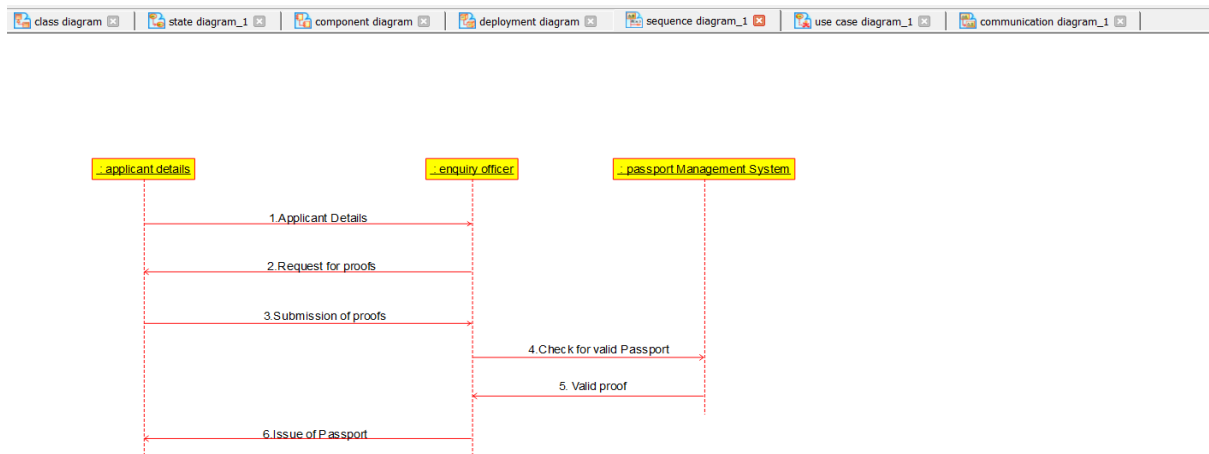 class diagram
state diagram_1
component diagram
deployment diagram
sequence diagram_1
use case diagram_1
communication diagram_1
: applicant details
: enquiry officer
: passport Management System
1.Applicant Details
2.Request for proofs
3.Submission of proofs
4.Check for valid Passport
5. Valid proof
6.Issue of Passport